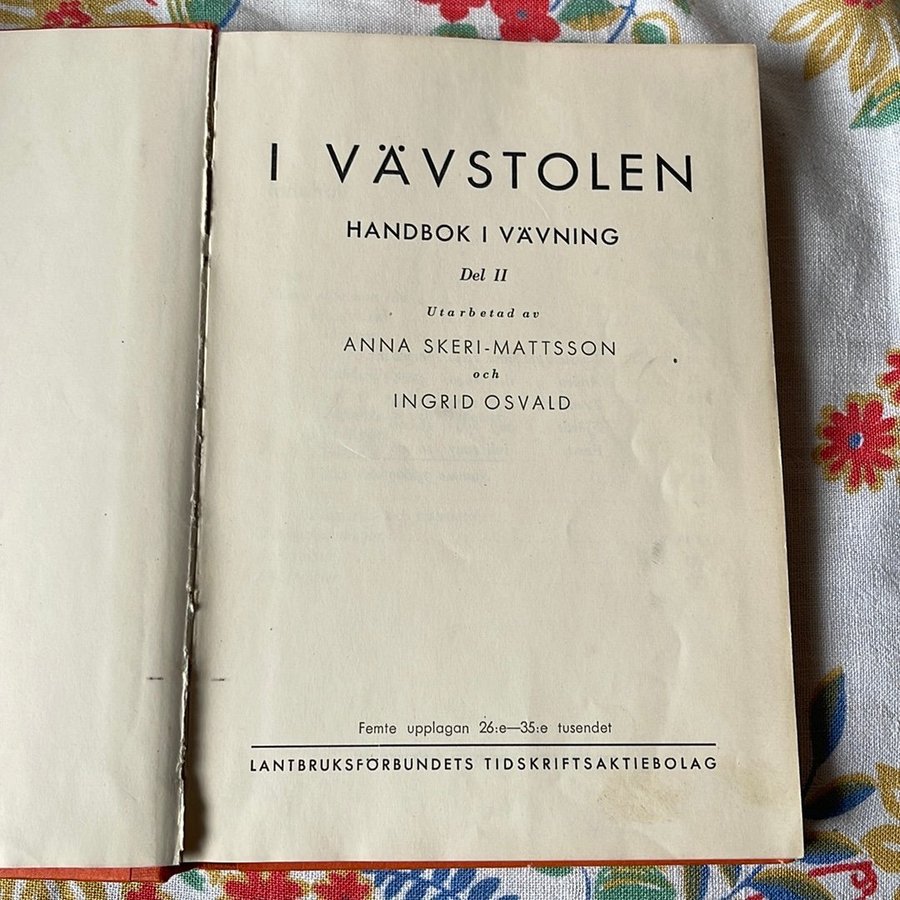 I VÄVSTOLEN
HANDBOK I VÄVNING
Del II
Utarbetad av
ANNA SKERI-MATTSSON
och
INGRID OSVALD
Femte upplagan 26:e—35:e tusendet
LANTBRUKSFÖRBUNDETS TIDSKRIFTSAKTIEBOLAG